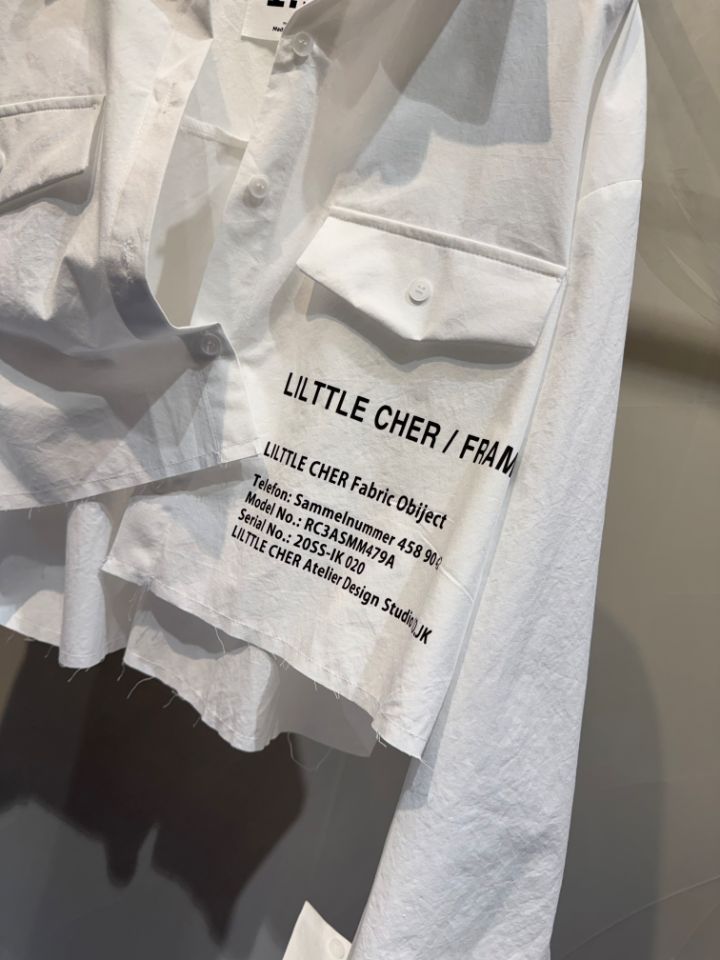 Mad
LILTTLE CHER / FRAM
LILTTLE CHER Fabric Obiject
Telefon: Sammelnummer 458 90
Model No.: RC3ASMM479A
Serial No.: 20SS-IK 020
LILTTLE CHER Atelier Design Studio